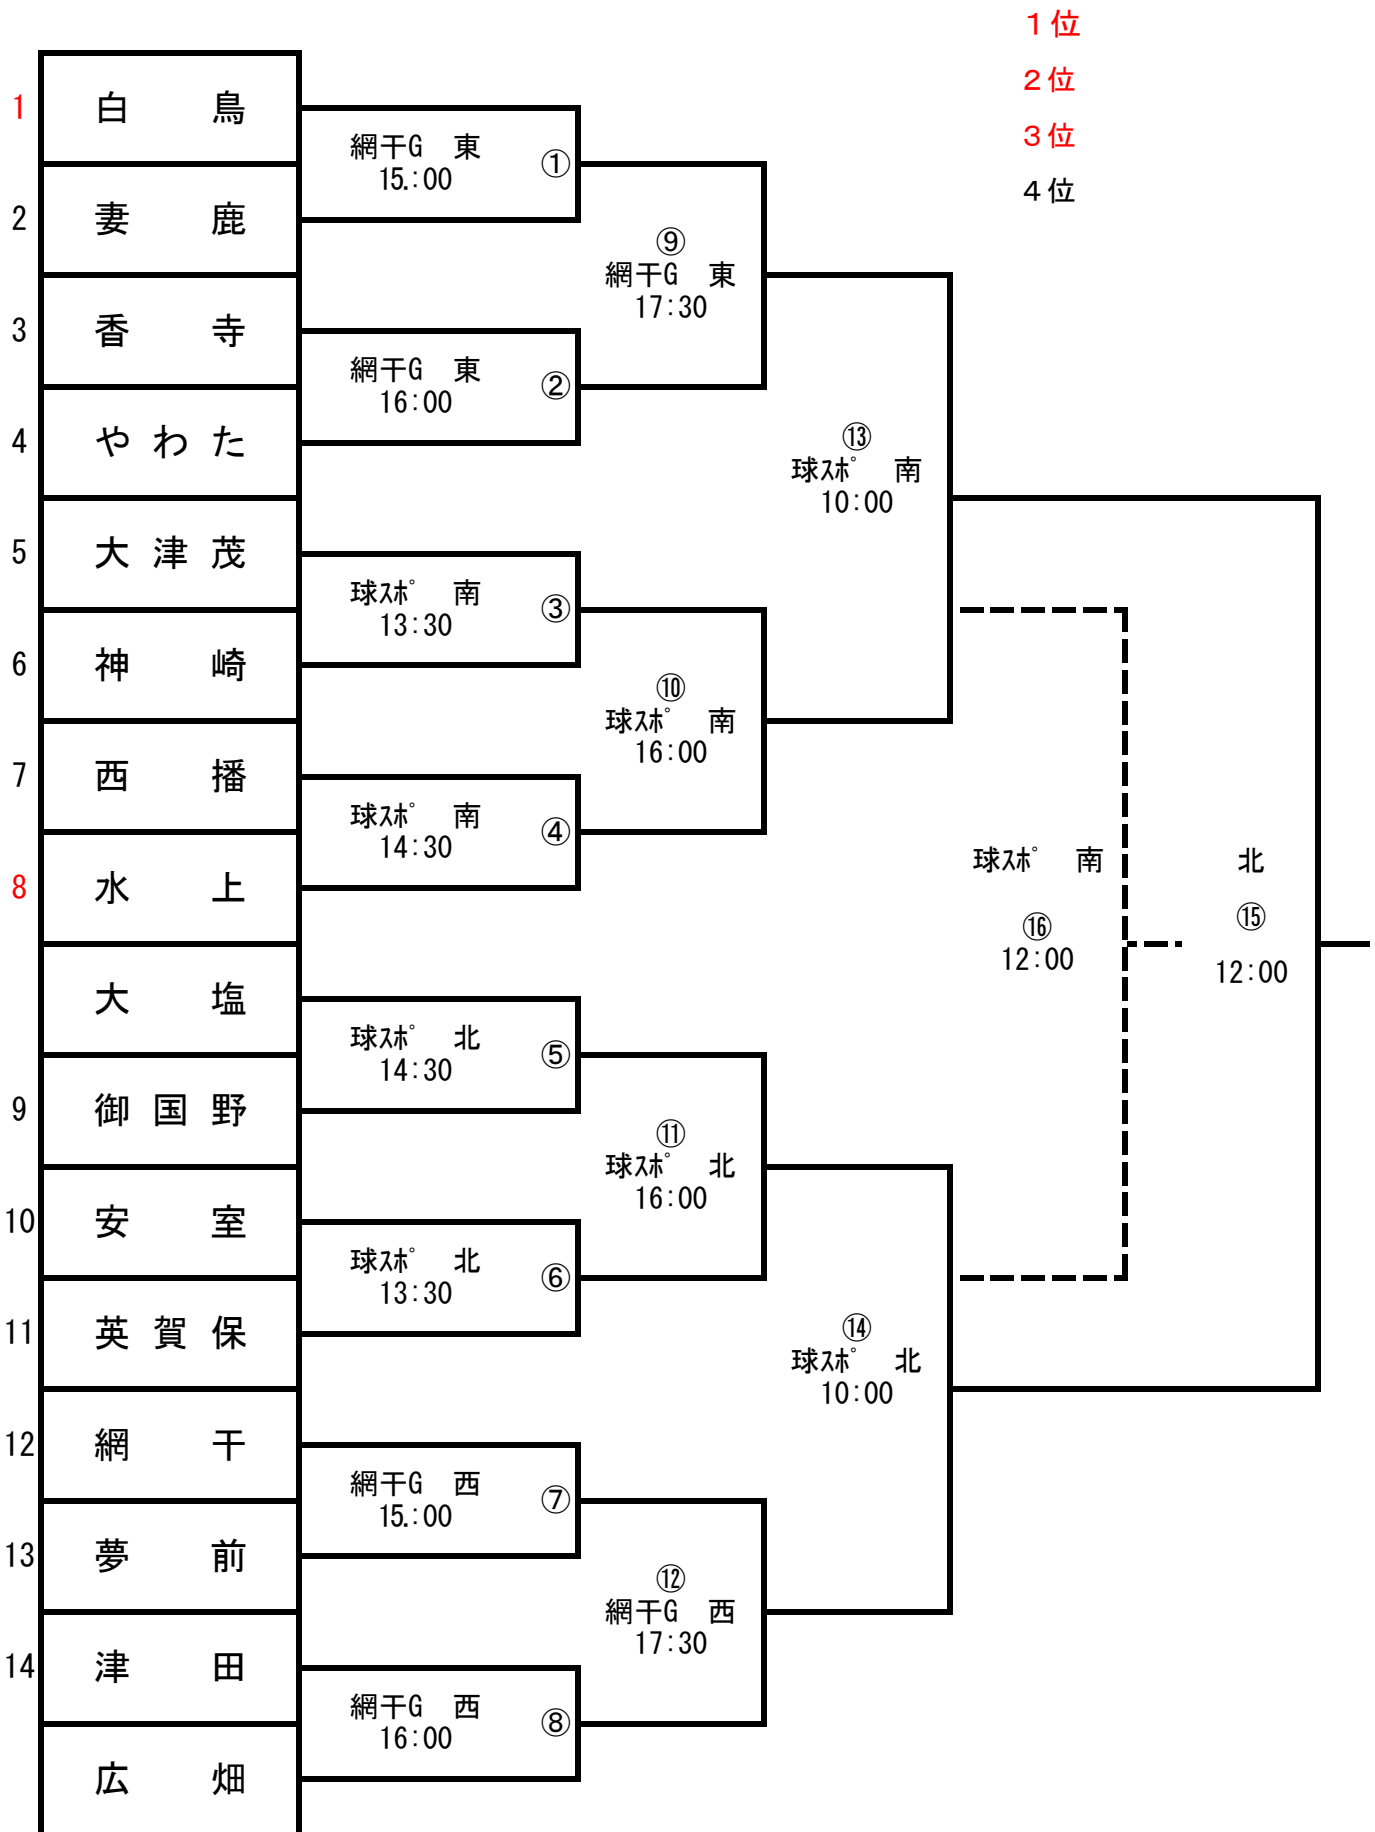 1位
2位
3位
4位
1 白鳥
網干G 東 ①
15.:00
2 妻鹿
⑨
網干G 東
17:30
3 香寺
網干G 東 ②
16:00
4 やわた
⑬
球ｽﾎﾟ 南
10:00
5 大津茂
球ｽﾎﾟ 南 ③
13:30
6 神崎
⑩
球ｽﾎﾟ 南
16:00
7 西播
球ｽﾎﾟ 南 ④
14:30
8 水上
球ｽﾎﾟ 南
⑯
12:00
北
⑮
12:00
大塩
球ｽﾎﾟ 北 ⑤
14:30
9 御国野
⑪
球ｽﾎﾟ 北
16:00
10 安室
球ｽﾎﾟ 北 ⑥
13:30
11 英賀保
⑭
球ｽﾎﾟ 北
10:00
12 網干
網干G 西 ⑦
15.:00
13 夢前
⑫
網干G 西
17:30
14 津田
網干G 西 ⑧
16:00
広畑